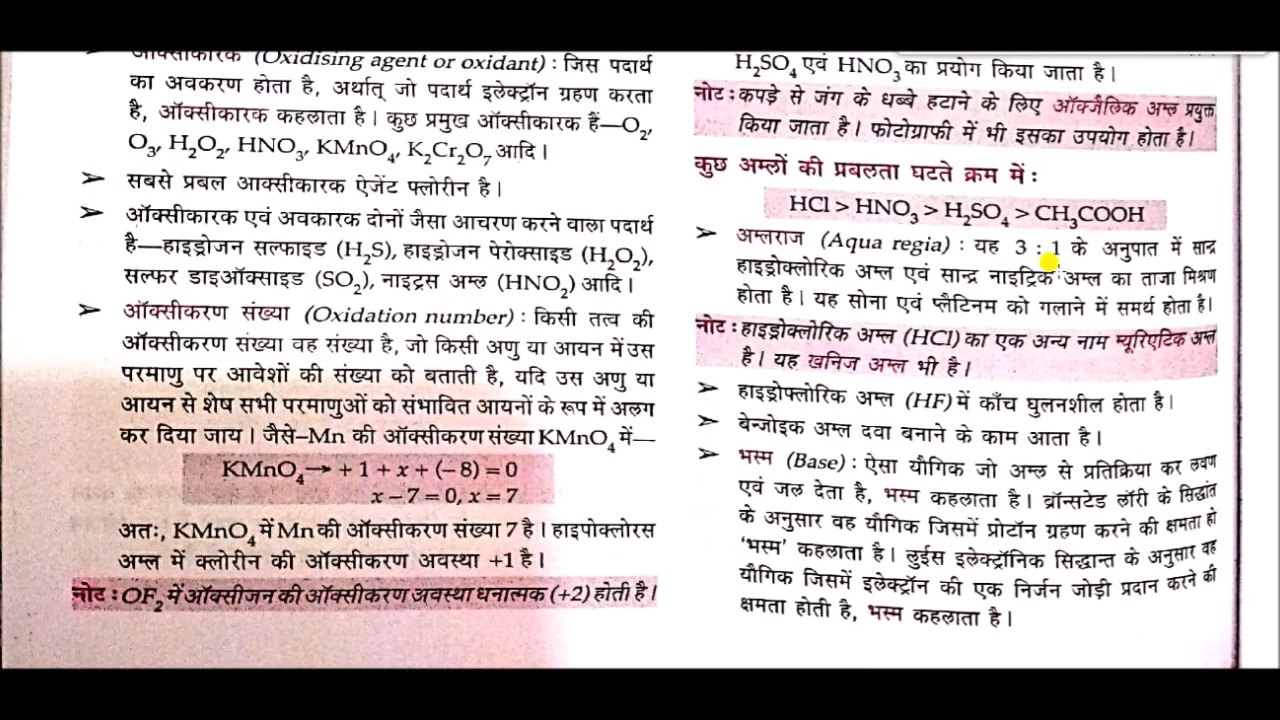 ऑक्सीकारक (Oxidising agent or oxidant) : जिस पदार्थ
का अवकरण होता है, अर्थात् जो पदार्थ इलेक्ट्रॉन ग्रहण करता
है, ऑक्सीकारक कहलाता है। कुछ प्रमुख ऑक्सीकारक हैं—O₂,
O₃, H₂O₂, HNO₃, KMnO₄, K₂Cr₂O₇ आदि।
➢ सबसे प्रबल आक्सीकारक ऐजेंट फ्लोरीन है।
➢ ऑक्सीकारक एवं अवकारक दोनों जैसा आचरण करने वाला पदार्थ
है—हाइड्रोजन सल्फाइड (H₂S), हाइड्रोजन पेरोक्साइड (H₂O₂),
सल्फर डाइऑक्साइड (SO₂), नाइट्रस अम्ल (HNO₂) आदि।
➢ ऑक्सीकरण संख्या (Oxidation number) : किसी तत्व की
ऑक्सीकरण संख्या वह संख्या है, जो किसी अणु या आयन में उस
परमाणु पर आवेशों की संख्या को बताती है, यदि उस अणु या
आयन से शेष सभी परमाणुओं को संभावित आयनों के रूप में अलग
कर दिया जाय। जैसे–Mn की ऑक्सीकरण संख्या KMnO₄ में—
KMnO₄→ + 1 + x + (– 8) = 0
x – 7 = 0, x = 7
अतः, KMnO₄ में Mn की ऑक्सीकरण संख्या 7 है। हाइपोक्लोरस
अम्ल में क्लोरीन की ऑक्सीकरण अवस्था +1 है।
नोट : OF₂ में ऑक्सीजन की ऑक्सीकरण अवस्था धनात्मक (+2) होती है।
H₂SO₄ एवं HNO₃ का प्रयोग किया जाता है।
नोट : कपड़े से जंग के धब्बे हटाने के लिए ऑक्जैलिक अम्ल प्रयुक्त
किया जाता है। फोटोग्राफी में भी इसका उपयोग होता है।
कुछ अम्लों की प्रबलता घटते क्रम में :
HCl > HNO₃ > H₂SO₄ > CH₃COOH
➢ अम्लराज (Aqua regia) : यह 3 : 1 के अनुपात में सान्द्र
हाइड्रोक्लोरिक अम्ल एवं सान्द्र नाइट्रिक अम्ल का ताजा मिश्रण
होता है। यह सोना एवं प्लैटिनम को गलाने में समर्थ होता है।
नोट : हाइड्रोक्लोरिक अम्ल (HCl) का एक अन्य नाम म्यूरिएटिक अम्ल
है। यह खनिज अम्ल भी है।
➢ हाइड्रोफ्लोरिक अम्ल (HF) में काँच घुलनशील होता है।
➢ बेन्जोइक अम्ल दवा बनाने के काम आता है।
➢ भस्म (Base) : ऐसा यौगिक जो अम्ल से प्रतिक्रिया कर लवण
एवं जल देता है, भस्म कहलाता है। ब्रॉन्सटेड लॉरी के सिद्धांत
के अनुसार वह यौगिक जिसमें प्रोटॉन ग्रहण करने की क्षमता हो
‘भस्म’ कहलाता है। लुईस इलेक्ट्रॉनिक सिद्धान्त के अनुसार वह
यौगिक जिसमें इलेक्ट्रॉन की एक निर्जन जोड़ी प्रदान करने की
क्षमता होती है, भस्म कहलाता है।